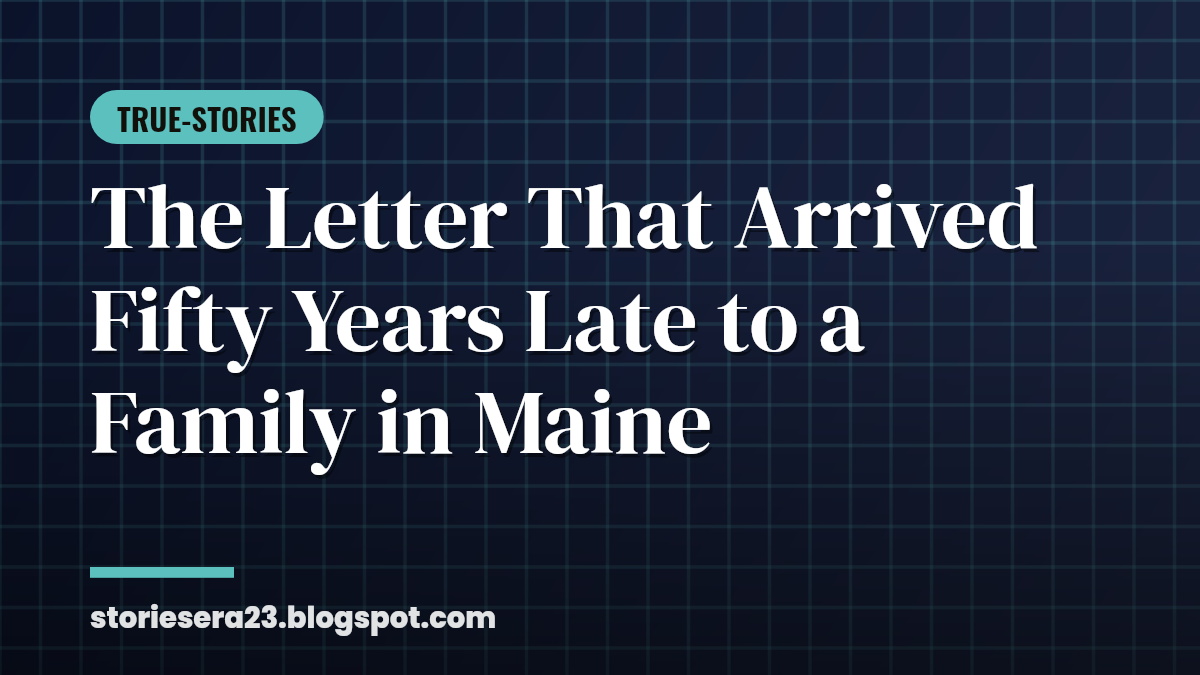 TRUE-STORIES
The Letter That Arrived
Fifty Years Late to a
Family in Maine
storiesera23.blogspot.com